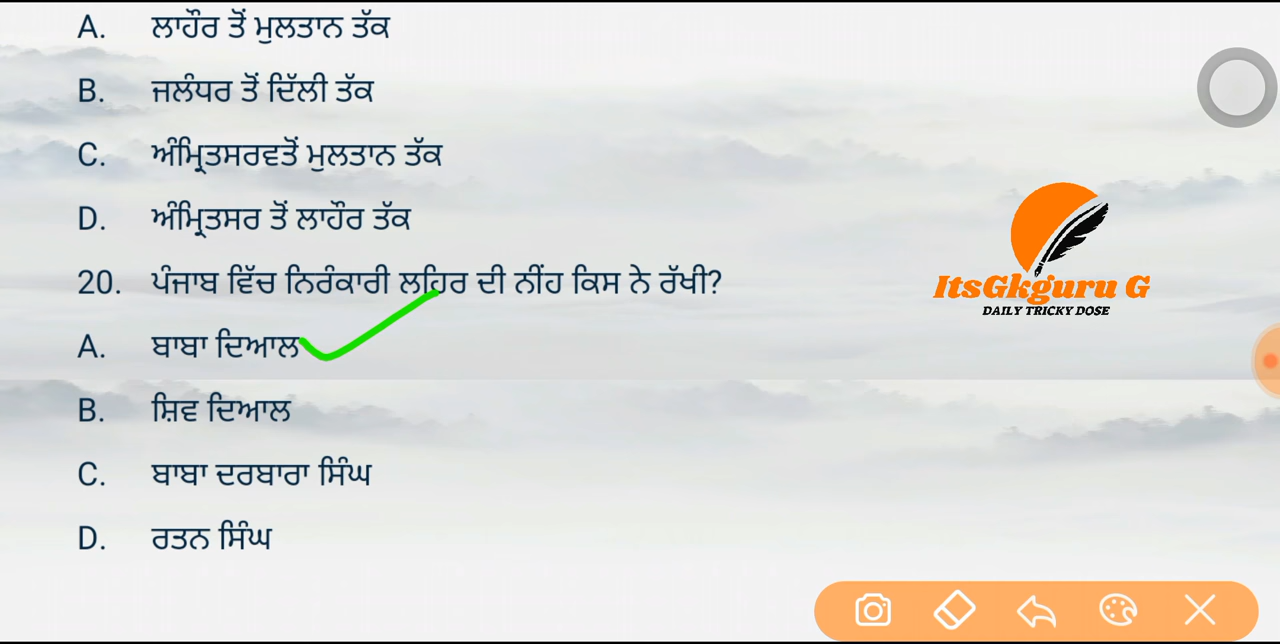 A. ਲਾਹੌਰ ਤੋਂ ਮੁਲਤਾਨ ਤੱਕ
B. ਜਲੰਧਰ ਤੋਂ ਦਿੱਲੀ ਤੱਕ
C. ਅੰਮ੍ਰਿਤਸਰਵਤੋਂ ਮੁਲਤਾਨ ਤੱਕ
D. ਅੰਮ੍ਰਿਤਸਰ ਤੋਂ ਲਾਹੌਰ ਤੱਕ
20. ਪੰਜਾਬ ਵਿੱਚ ਨਿਰੰਕਾਰੀ ਲਹਿਰ ਦੀ ਨੀਂਹ ਕਿਸ ਨੇ ਰੱਖੀ?
A. ਬਾਬਾ ਦਿਆਲ
B. ਸ਼ਿਵ ਦਿਆਲ
C. ਬਾਬਾ ਦਰਬਾਰਾ ਸਿੰਘ
D. ਰਤਨ ਸਿੰਘ
ItsGkguru G
DAILY TRICKY DOSE